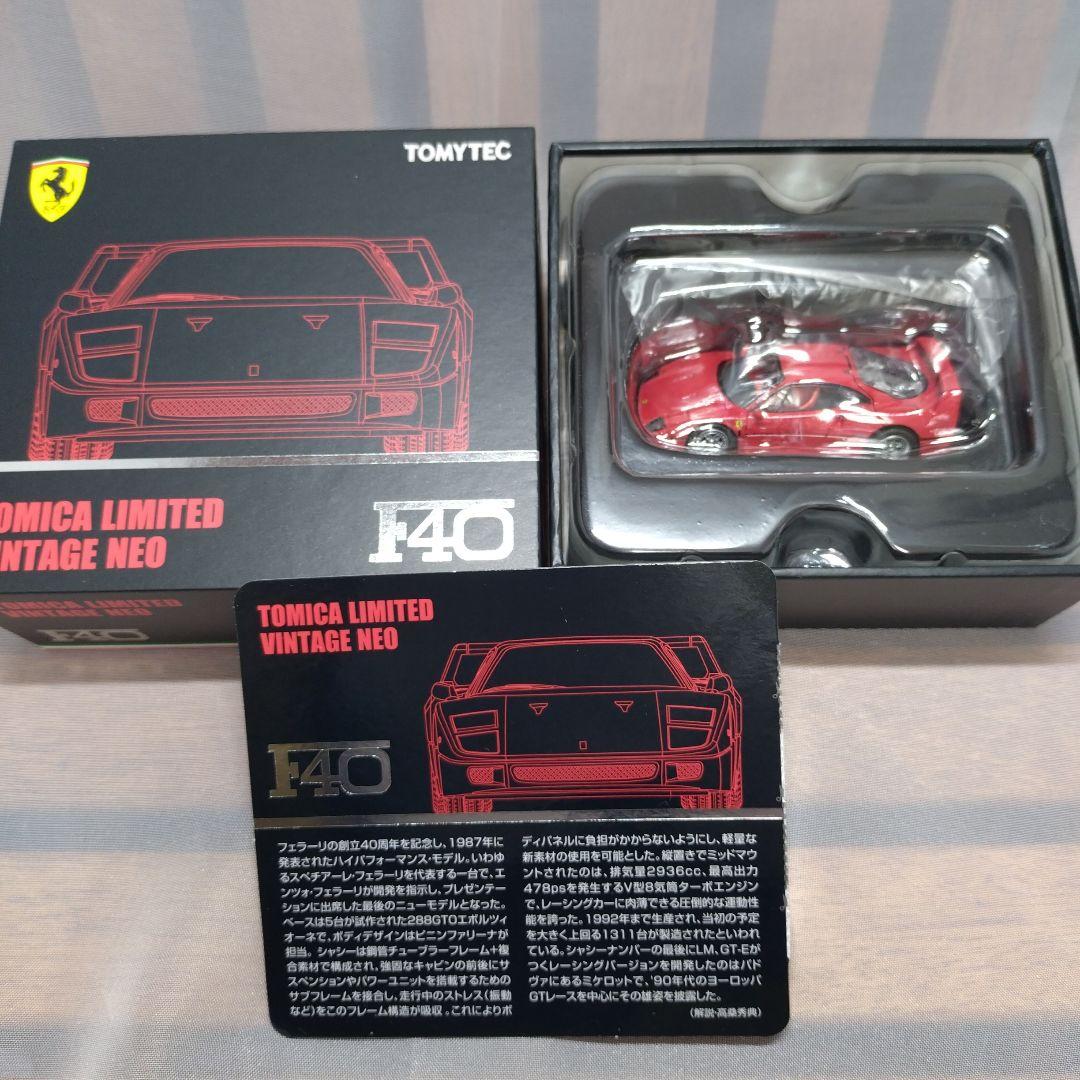 TOMYTEC
TOMICA LIMITED
VINTAGE NEO
F40
TOMICA LIMITED
VINTAGE NEO
F40
TOMICA LIMITED
VINTAGE NEO
F40
フェラーリの創立40周年を記念し、1987年に
発表されたハイパフォーマンス・モデル。いわゆ
るスペチアーレ・フェラーリを代表する一台で、エ
ンツォ・フェラーリが開発を指示し、プレゼンテー
ションに出席した最後のニューモデルとなった。
ベースは5台が試作された288GTOエボルツィ
オーネで、ボディデザインはピニンファリーナが
担当。シャシーは鋼管チューブラーフレーム+複
合素材で構成され、強固なキャビンの前後にサ
スペンションやパワーユニットを搭載するための
サブフレームを接合し、走行中のストレス(振動
など)をこのフレーム構造が吸収。これによりボ
ディパネルに負担がかからないようにし、軽量な
新素材の使用を可能とした。縦置きでミッドマウ
ントされたのは、排気量2936cc、最高出力
478psを発生するV型8気筒ターボエンジン
で、レーシングカーに肉薄できる圧倒的な運動性
能を誇った。1992年まで生産され、当初の予定
を大きく上回る1311台が製造されたといわれ
ている。シャシーナンバーの最後にLM、GT-Eが
つくレーシングバージョンを開発したのはパド
ヴァにあるミケロットで、'90年代のヨーロッパ
GTレースを中心にその雄姿を披露した。
(解説・高桑秀典)